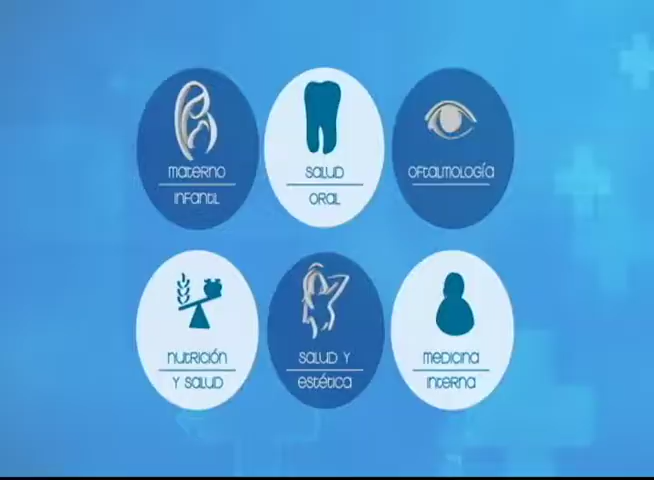 materno
infantil
salud
oral
oftalmología
nutrición
y salud
salud y
estética
medicina
interna